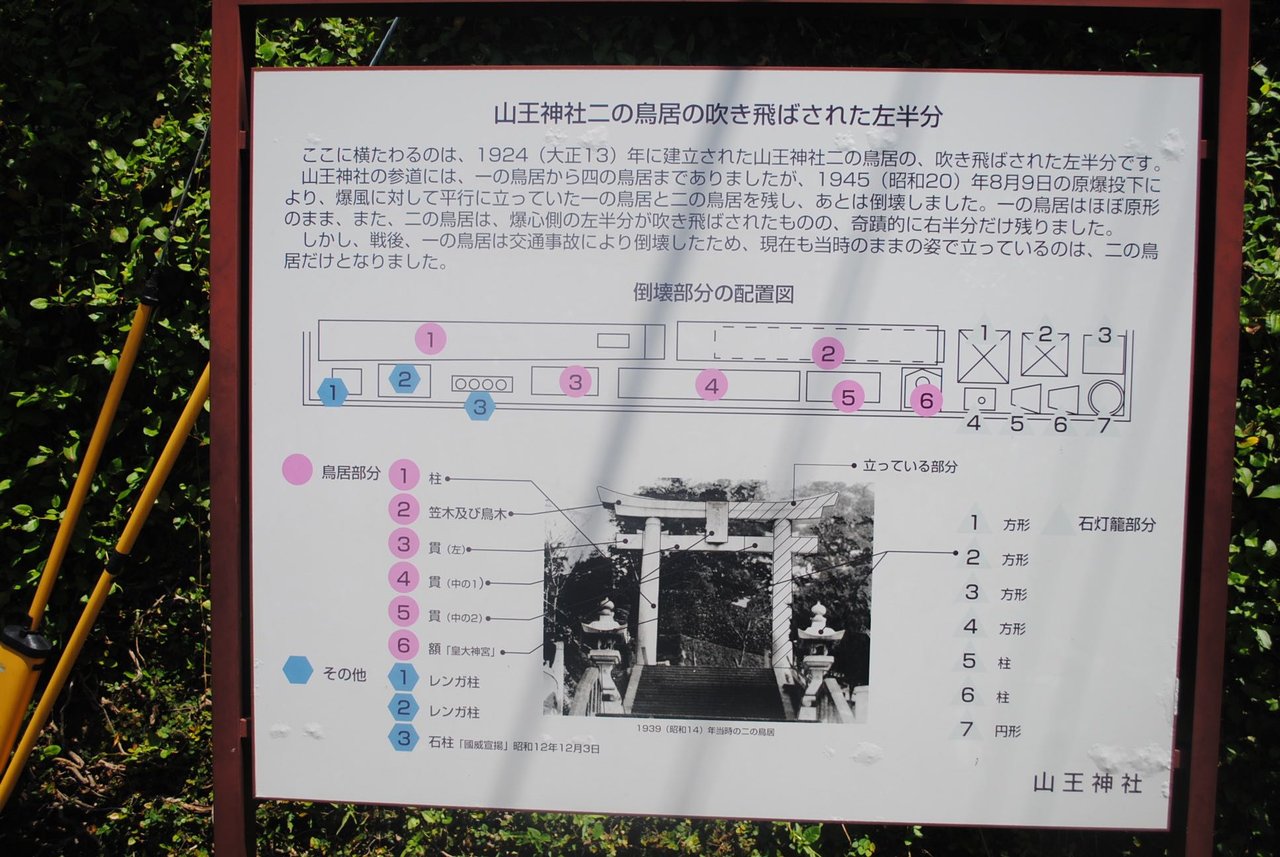 山王神社二の鳥居の吹き飛ばされた左半分
ここに横たわるのは、1924（大正13）年に建立された山王神社二の鳥居の、吹き飛ばされた左半分です。
山王神社の参道には、一の鳥居から四の鳥居までありましたが、1945（昭和20）年8月9日の原爆投下に
より、爆風に対して平行に立っていた一の鳥居と二の鳥居を残し、あとは倒壊しました。一の鳥居はほぼ原形
のまま、また、二の鳥居は、爆心側の左半分が吹き飛ばされたものの、奇蹟的に右半分だけ残りました。
しかし、戦後、一の鳥居は交通事故により倒壊したため、現在も当時のままの姿で立っているのは、二の鳥
居だけとなりました。
倒壊部分の配置図
1 2 1 2 3
1 2 3 3 4 5 6 4 5 6 7
鳥居部分
1 柱
2 笠木及び島木
3 貫（左）
4 貫（中の1）
5 貫（中の2）
6 額「皇大神宮」
その他
1 レンガ柱
2 レンガ柱
3 石柱「國威宣揚」昭和12年12月3日
立っている部分
1939（昭和14）年当時の二の鳥居
石灯籠部分
1 方形
2 方形
3 方形
4 方形
5 柱
6 柱
7 円形
山王神社